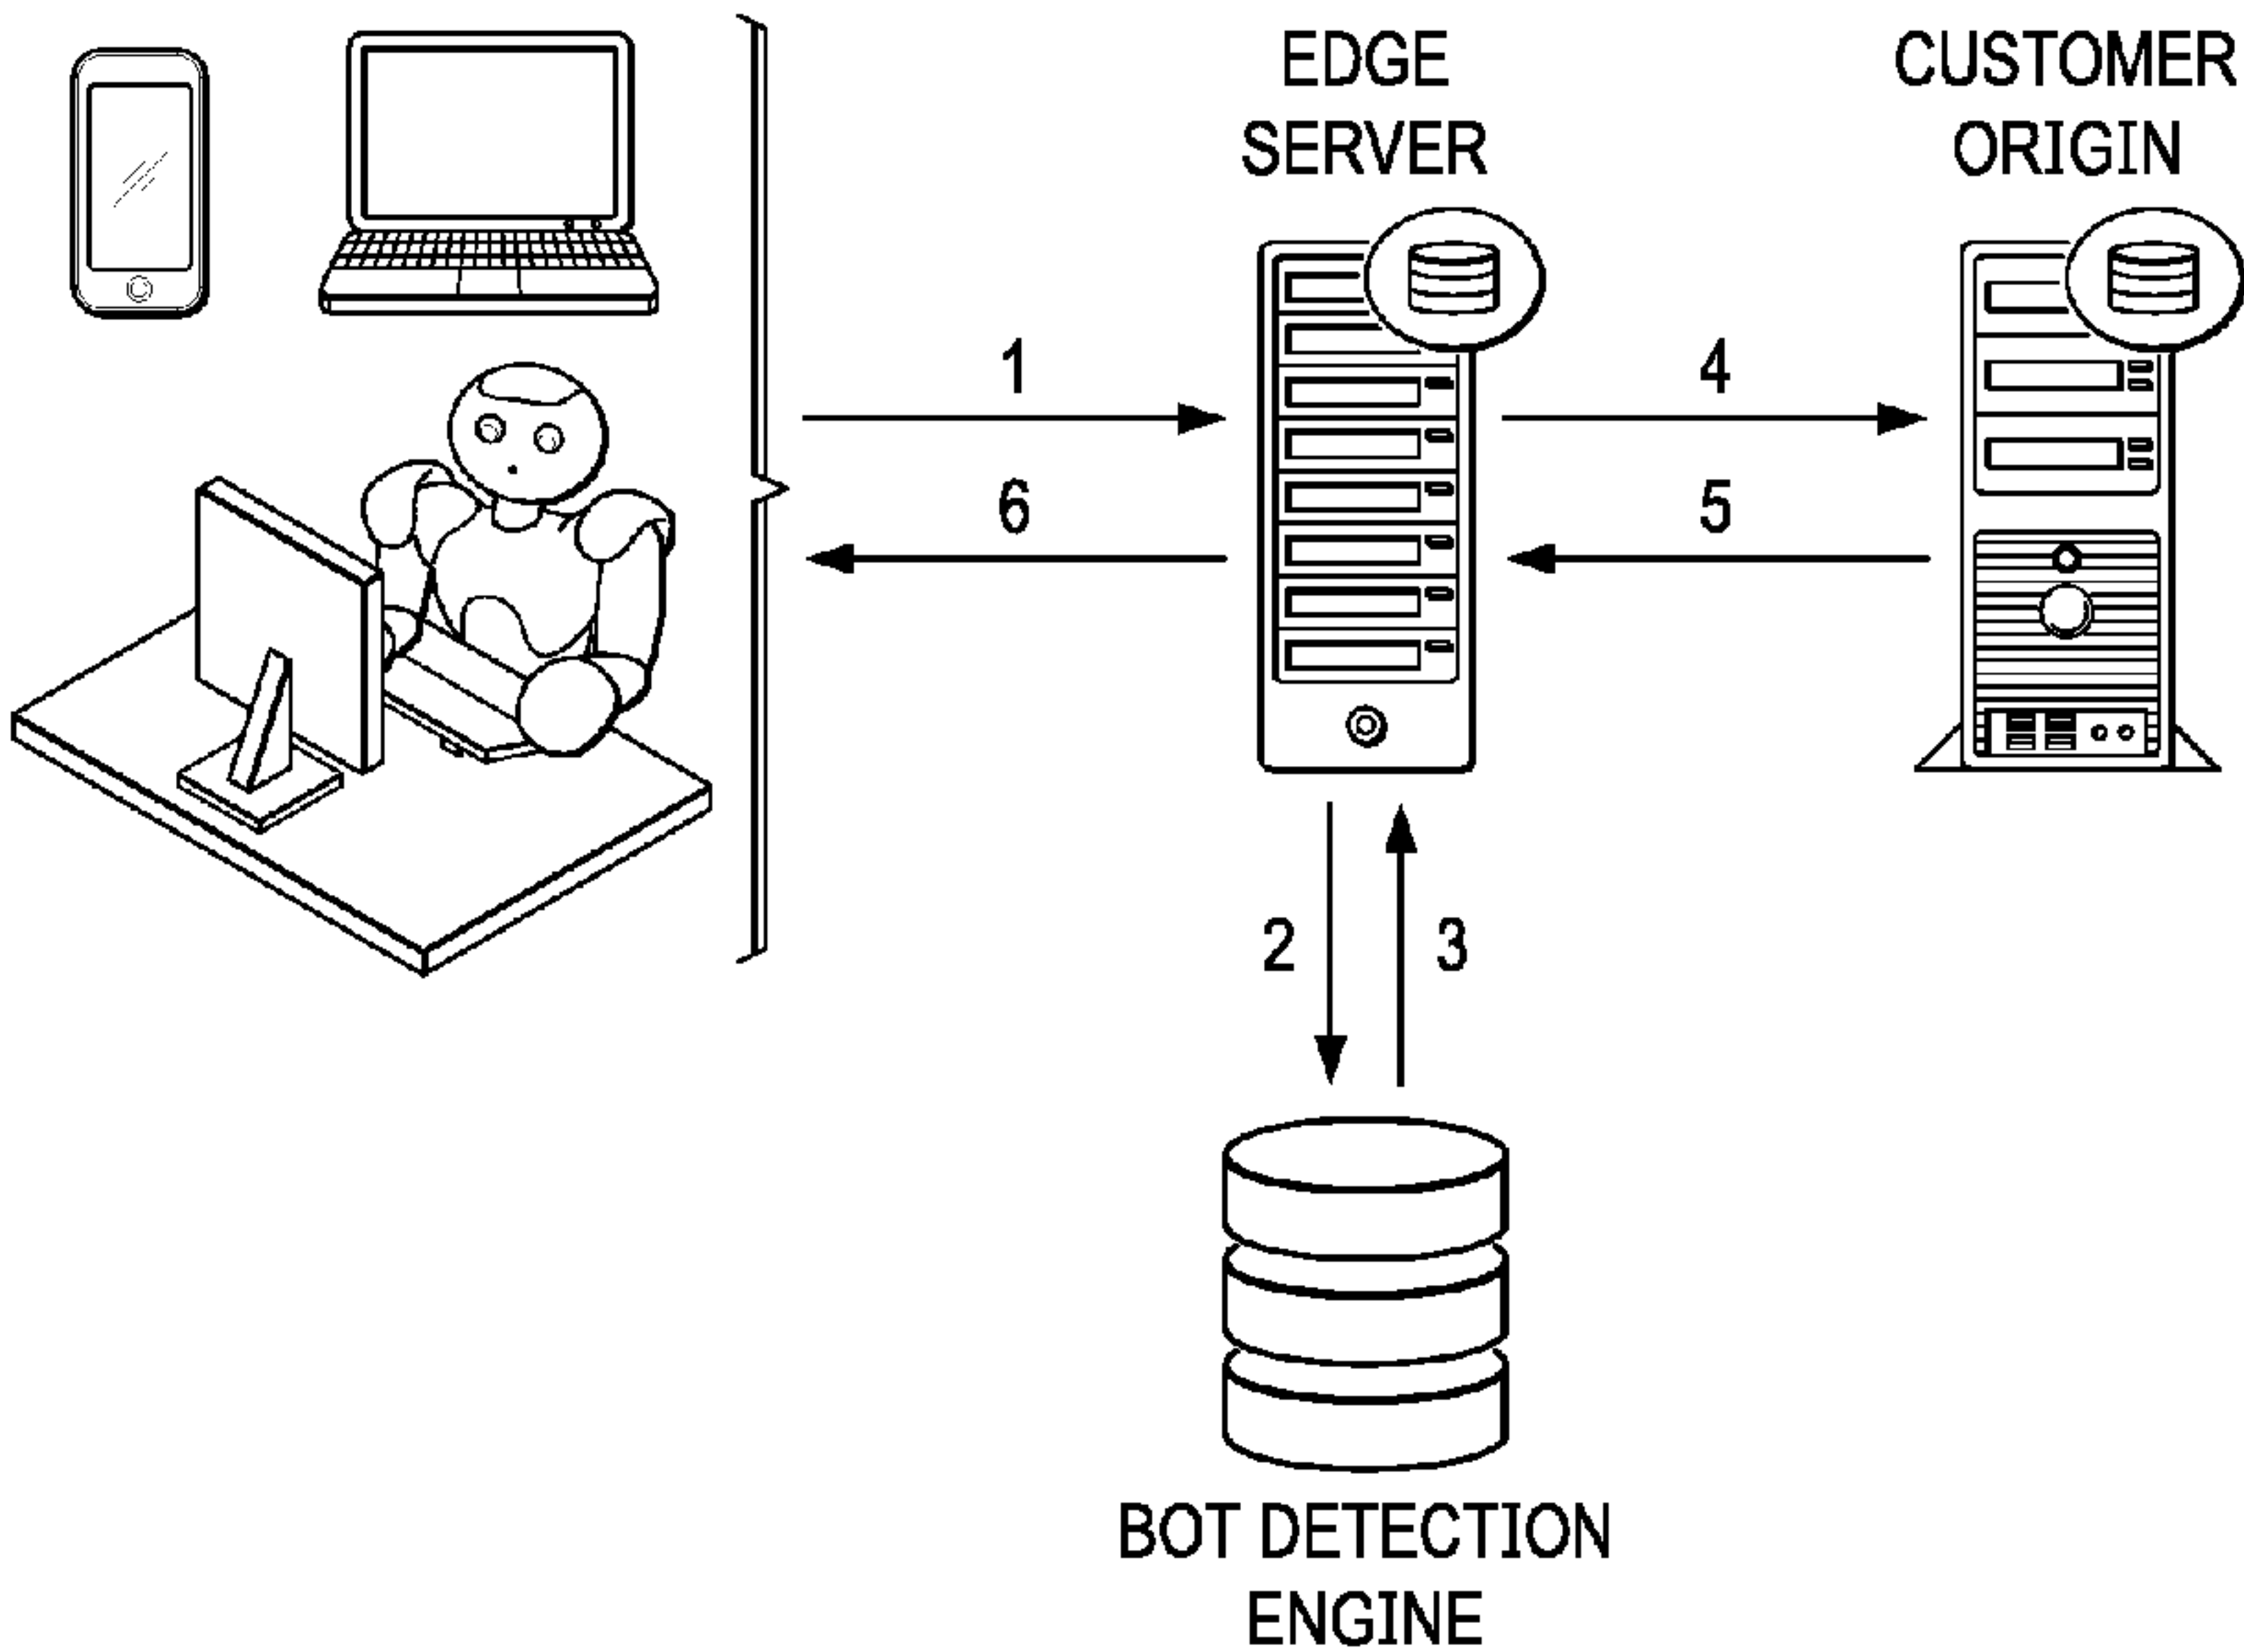 EDGE
SERVER
CUSTOMER
ORIGIN
1
4
6
5
2
3
BOT DETECTION
ENGINE